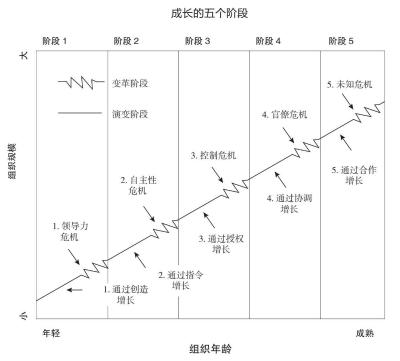 成长的五个阶段
阶段 1
阶段 2
阶段 3
阶段 4
阶段 5
大
变革阶段
演变阶段
组织规模
5. 未知危机
4. 官僚危机
3. 控制危机
2. 自主性
危机
1. 领导力
危机
5. 通过合作
增长
4. 通过协调
增长
3. 通过授权
增长
2. 通过指令
增长
1. 通过创造
增长
小
年轻
成熟
组织年龄